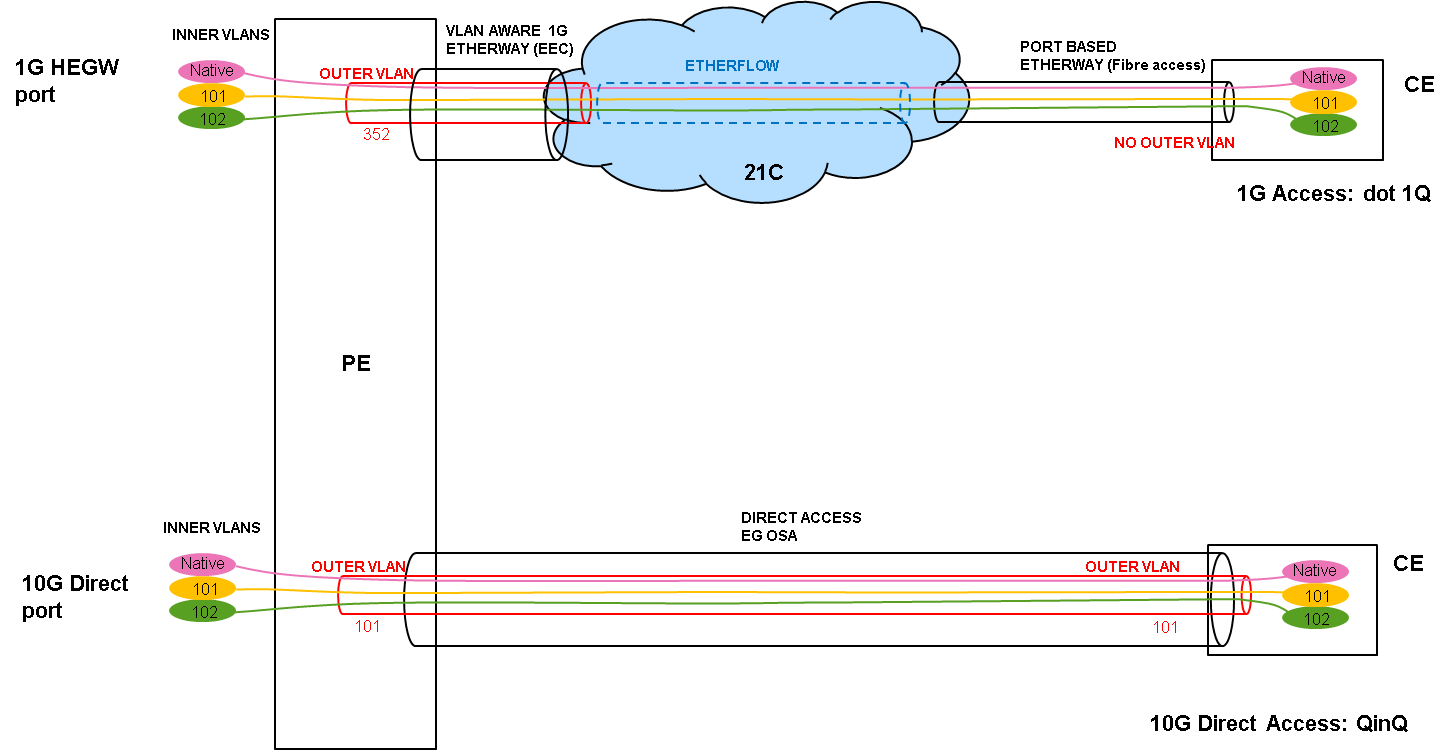 INNER VLANS
1G HEGW
port
Native
101
102
OUTER VLAN
352
VLAN AWARE 1G
ETHERWAY (EEC)
ETHERFLOW
21C
PORT BASED
ETHERWAY (Fibre access)
NO OUTER VLAN
Native
101
102
CE
1G Access: dot 1Q
PE
INNER VLANS
10G Direct
port
Native
101
102
OUTER VLAN
101
DIRECT ACCESS
EG OSA
OUTER VLAN
101
Native
101
102
CE
10G Direct Access: QinQ